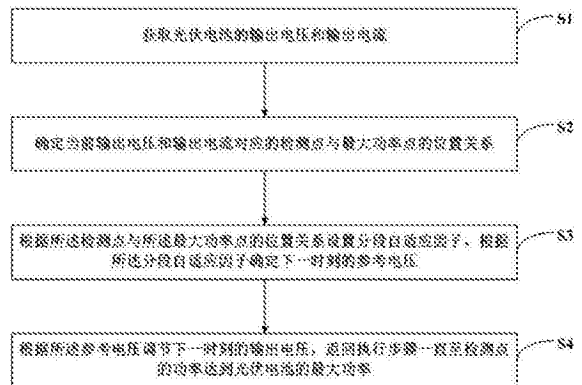 获取光伏电池的输出电压和输出电流
S1
确定当前输出电压和输出电流对应的检测点与最大功率点的位置关系
S2
根据所述检测点与所述最大功率点的位置关系设置分段自适应因子，根据
所述分段自适应因子确定下一时刻的参考电压
S3
根据所述参考电压调节下一时刻的输出电压，返回执行步骤一直至检测点
的功率达到光伏电池的最大功率
S4